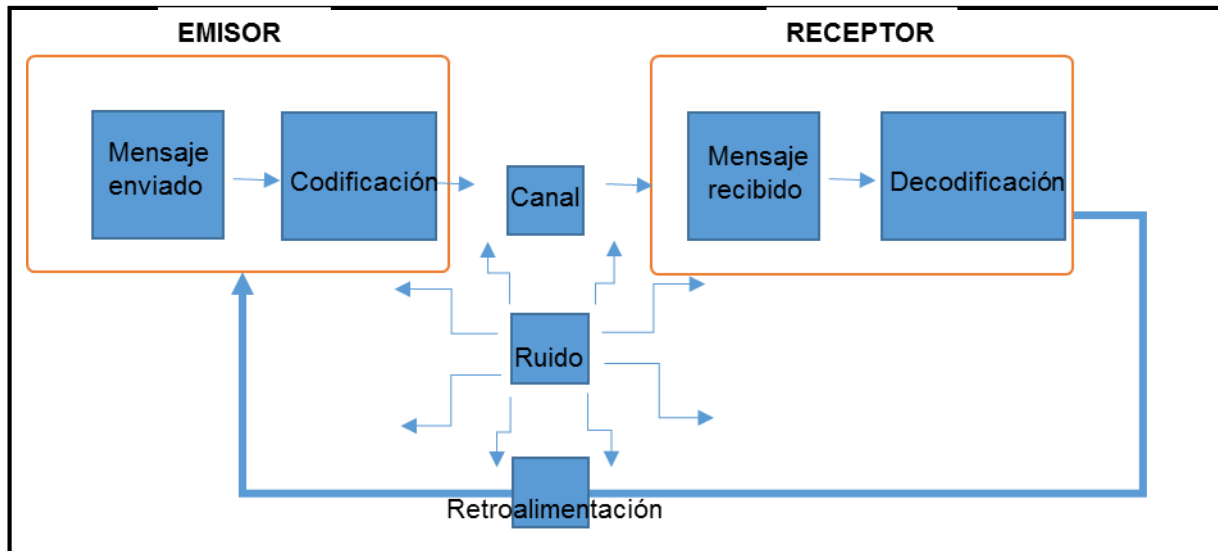 EMISOR
RECEPTOR
Mensaje
enviado
Codificación
Canal
Mensaje
recibido
Decodificación
Ruido
Retroalimentación